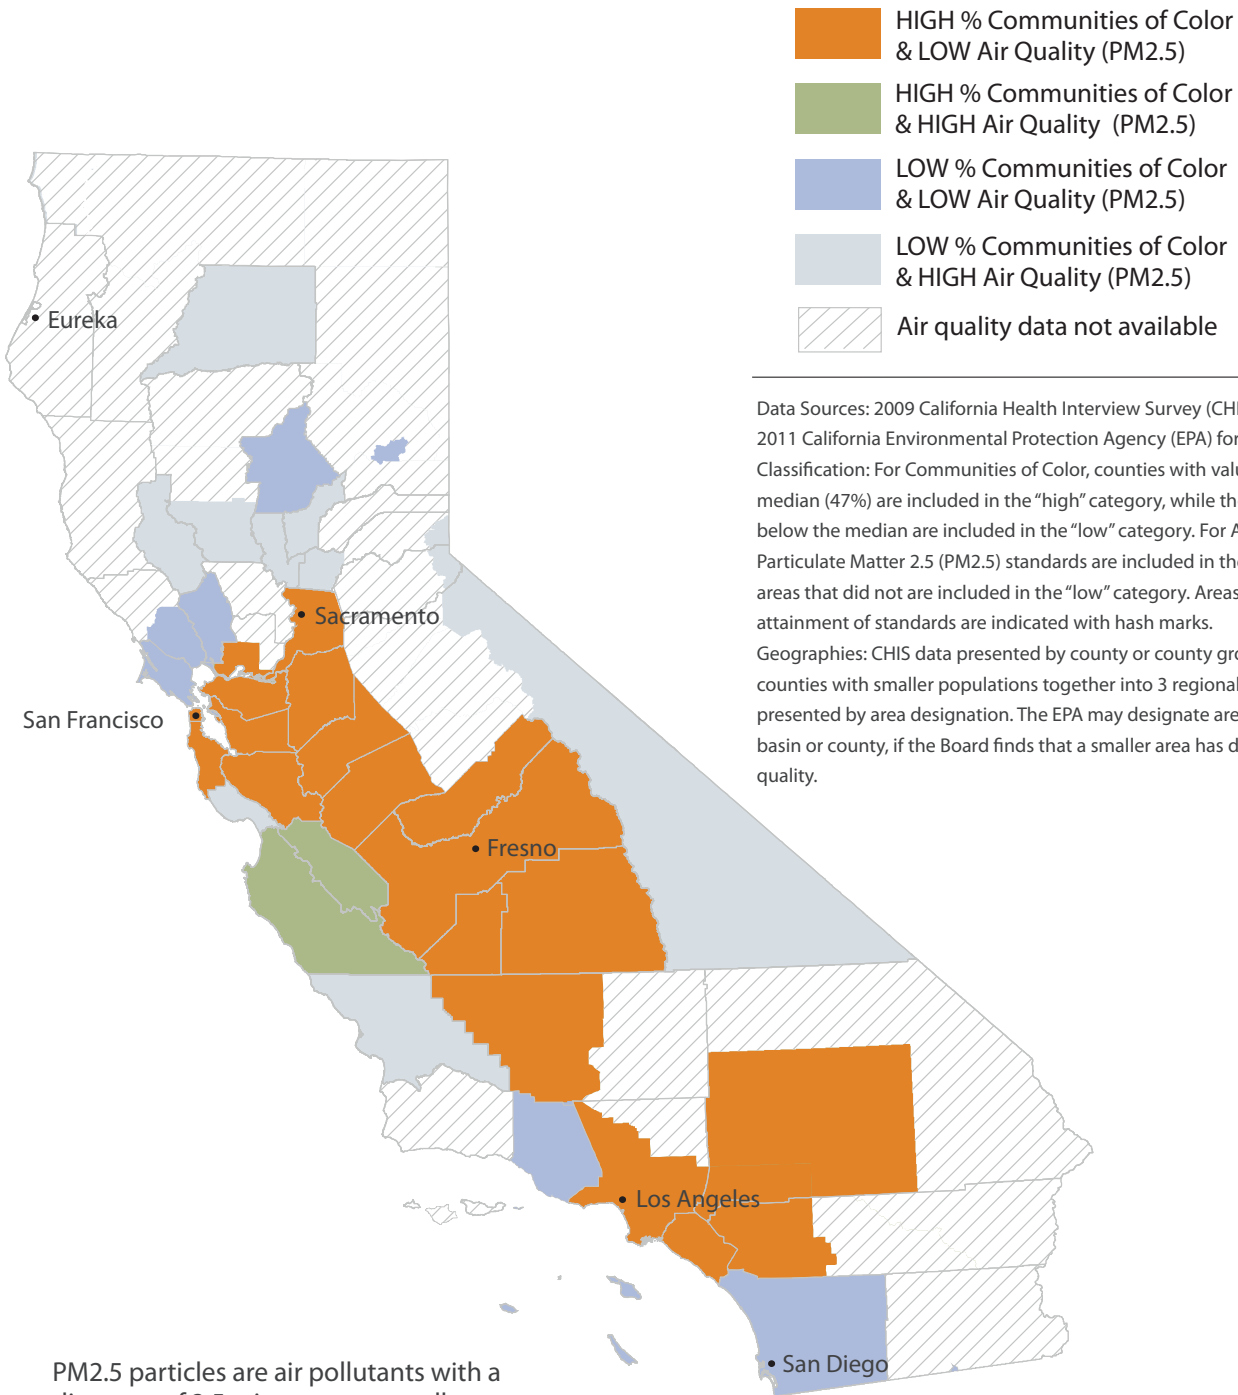 HIGH % Communities of Color
& LOW Air Quality (PM2.5)
HIGH % Communities of Color
& HIGH Air Quality (PM2.5)
LOW % Communities of Color
& LOW Air Quality (PM2.5)
LOW % Communities of Color
& HIGH Air Quality (PM2.5)
Air quality data not available
Data Sources: 2009 California Health Interview Survey
2011 California Environmental Protection Agency (EPA) for
Classification: For Communities of Color, counties with
median (47%) are included in the “high” category, while
below the median are included in the “low” category. For
Particulate Matter 2.5 (PM2.5) standards are included in
areas that did not are included in the “low” category. Areas
attainment of standards are indicated with hash marks.
Geographies: CHIS data presented by county or county
counties with smaller populations together into 3 regional
presented by area designation. The EPA may designate
basin or county, if the Board finds that a smaller area has
quality.
Eureka
Sacramento
San Francisco
Fresno
Los Angeles
San Diego
PM2.5 particles are air pollutants with a